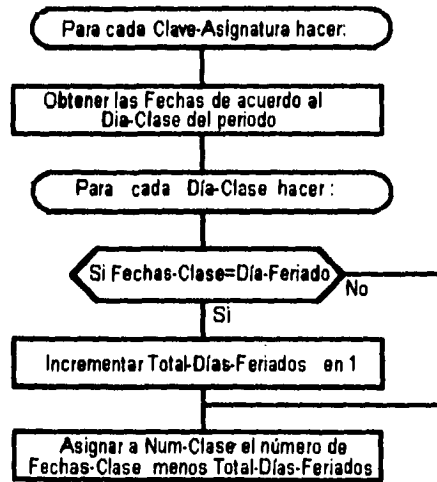 Para cada Clave-Asignatura hacer:
Obtener las Fechas de acuerdo al
Dia-Clase del periodo
Para cada Día-Clase hacer :
Si Fechas-Clase=Día-Feriado
No
Si
Incrementar Total-Días-Feriados en 1
Asignar a Num-Clase el número de
Fechas-Clase menos Total-Días-Feriados